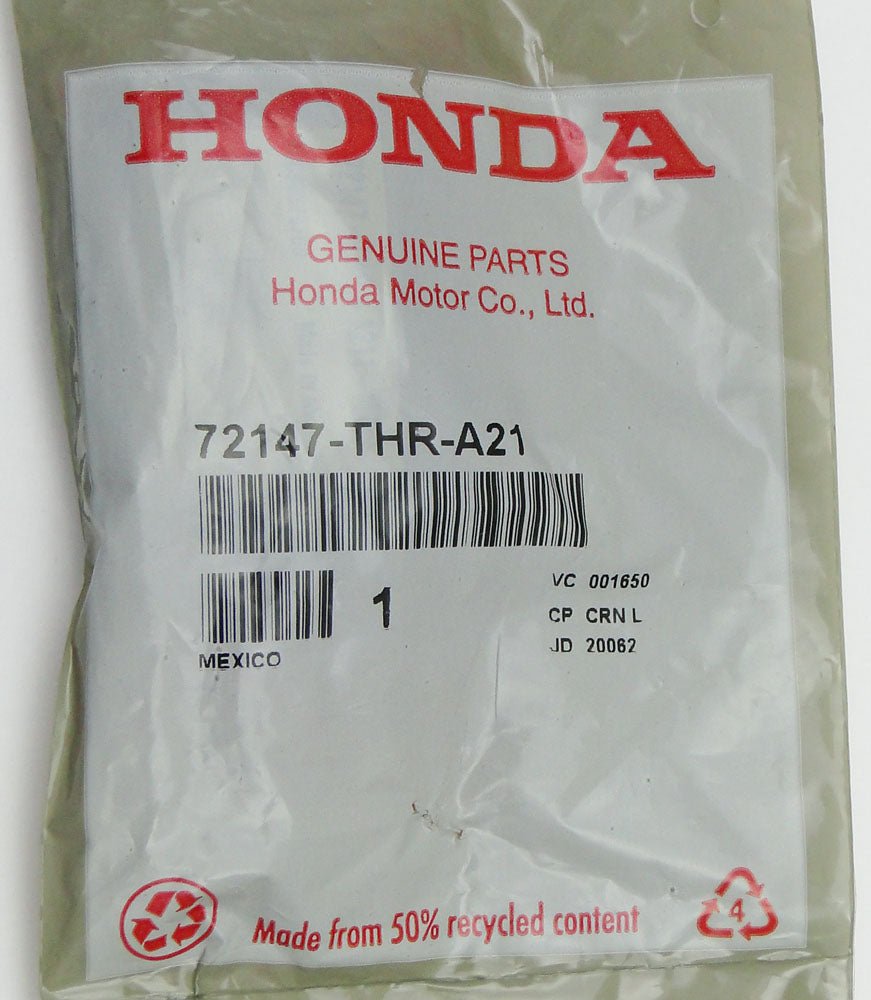 HONDA
GENUINE PARTS
Honda Motor Co., Ltd.
72147-THR-A21
1
VC 001650
CP CRN L
JD 20062
MEXICO
Made from 50% recycled content
4